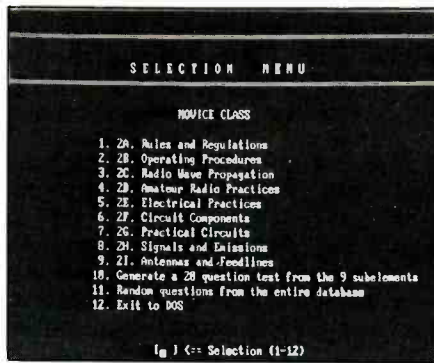 SELECTION MENU
NOVICE CLASS
1. 2A. Rules and Regulations
2. 2B. Operating Procedures
3. 2C. Radio Wave Propagation
4. 2D. Amateur Radio Practices
5. 2E. Electrical Practices
6. 2F. Circuit Components
7. 2G. Practical Circuits
8. 2H. Signals and Emissions
9. 2I. Antennas and Feedlines
10. Generate a 20 question test from the 9 subelements
11. Random questions from the entire database
12. Exit to DOS
[ ] <== Selection (1-12)